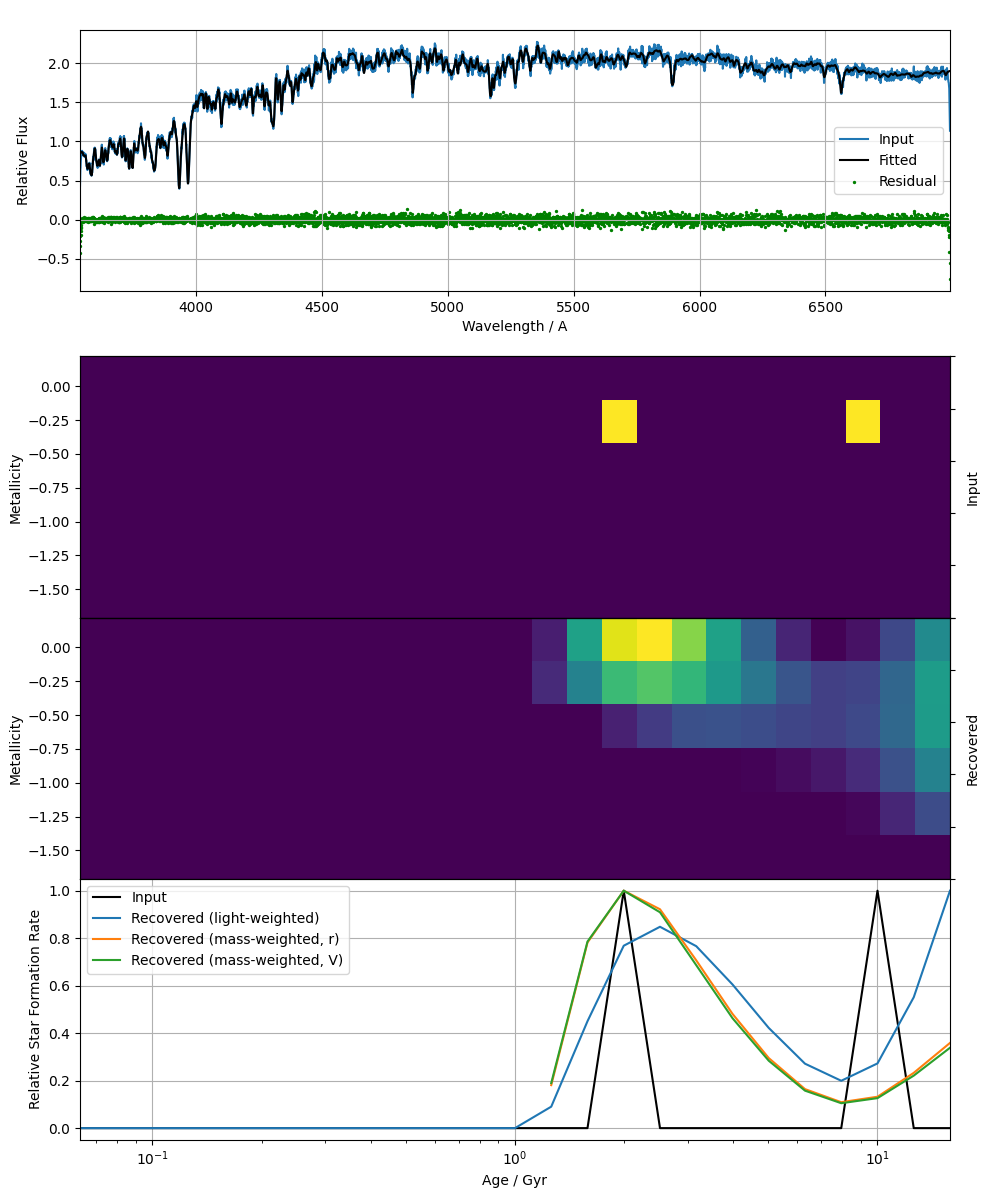 2.0
1.5
1.0
0.5
0.0
−0.5
Relative Flux
Input
Fitted
Residual
4000 4500 5000 5500 6000 6500
Wavelength / A
0.00
−0.25
−0.50
−0.75
−1.00
−1.25
−1.50
Metallicity
Input
0.00
−0.25
−0.50
−0.75
−1.00
−1.25
−1.50
Metallicity
Recovered
1.0
0.8
0.6
0.4
0.2
0.0
Relative Star Formation Rate
Input
Recovered (light-weighted)
Recovered (mass-weighted, r)
Recovered (mass-weighted, V)
10⁻¹ 10⁰ 10¹
Age / Gyr